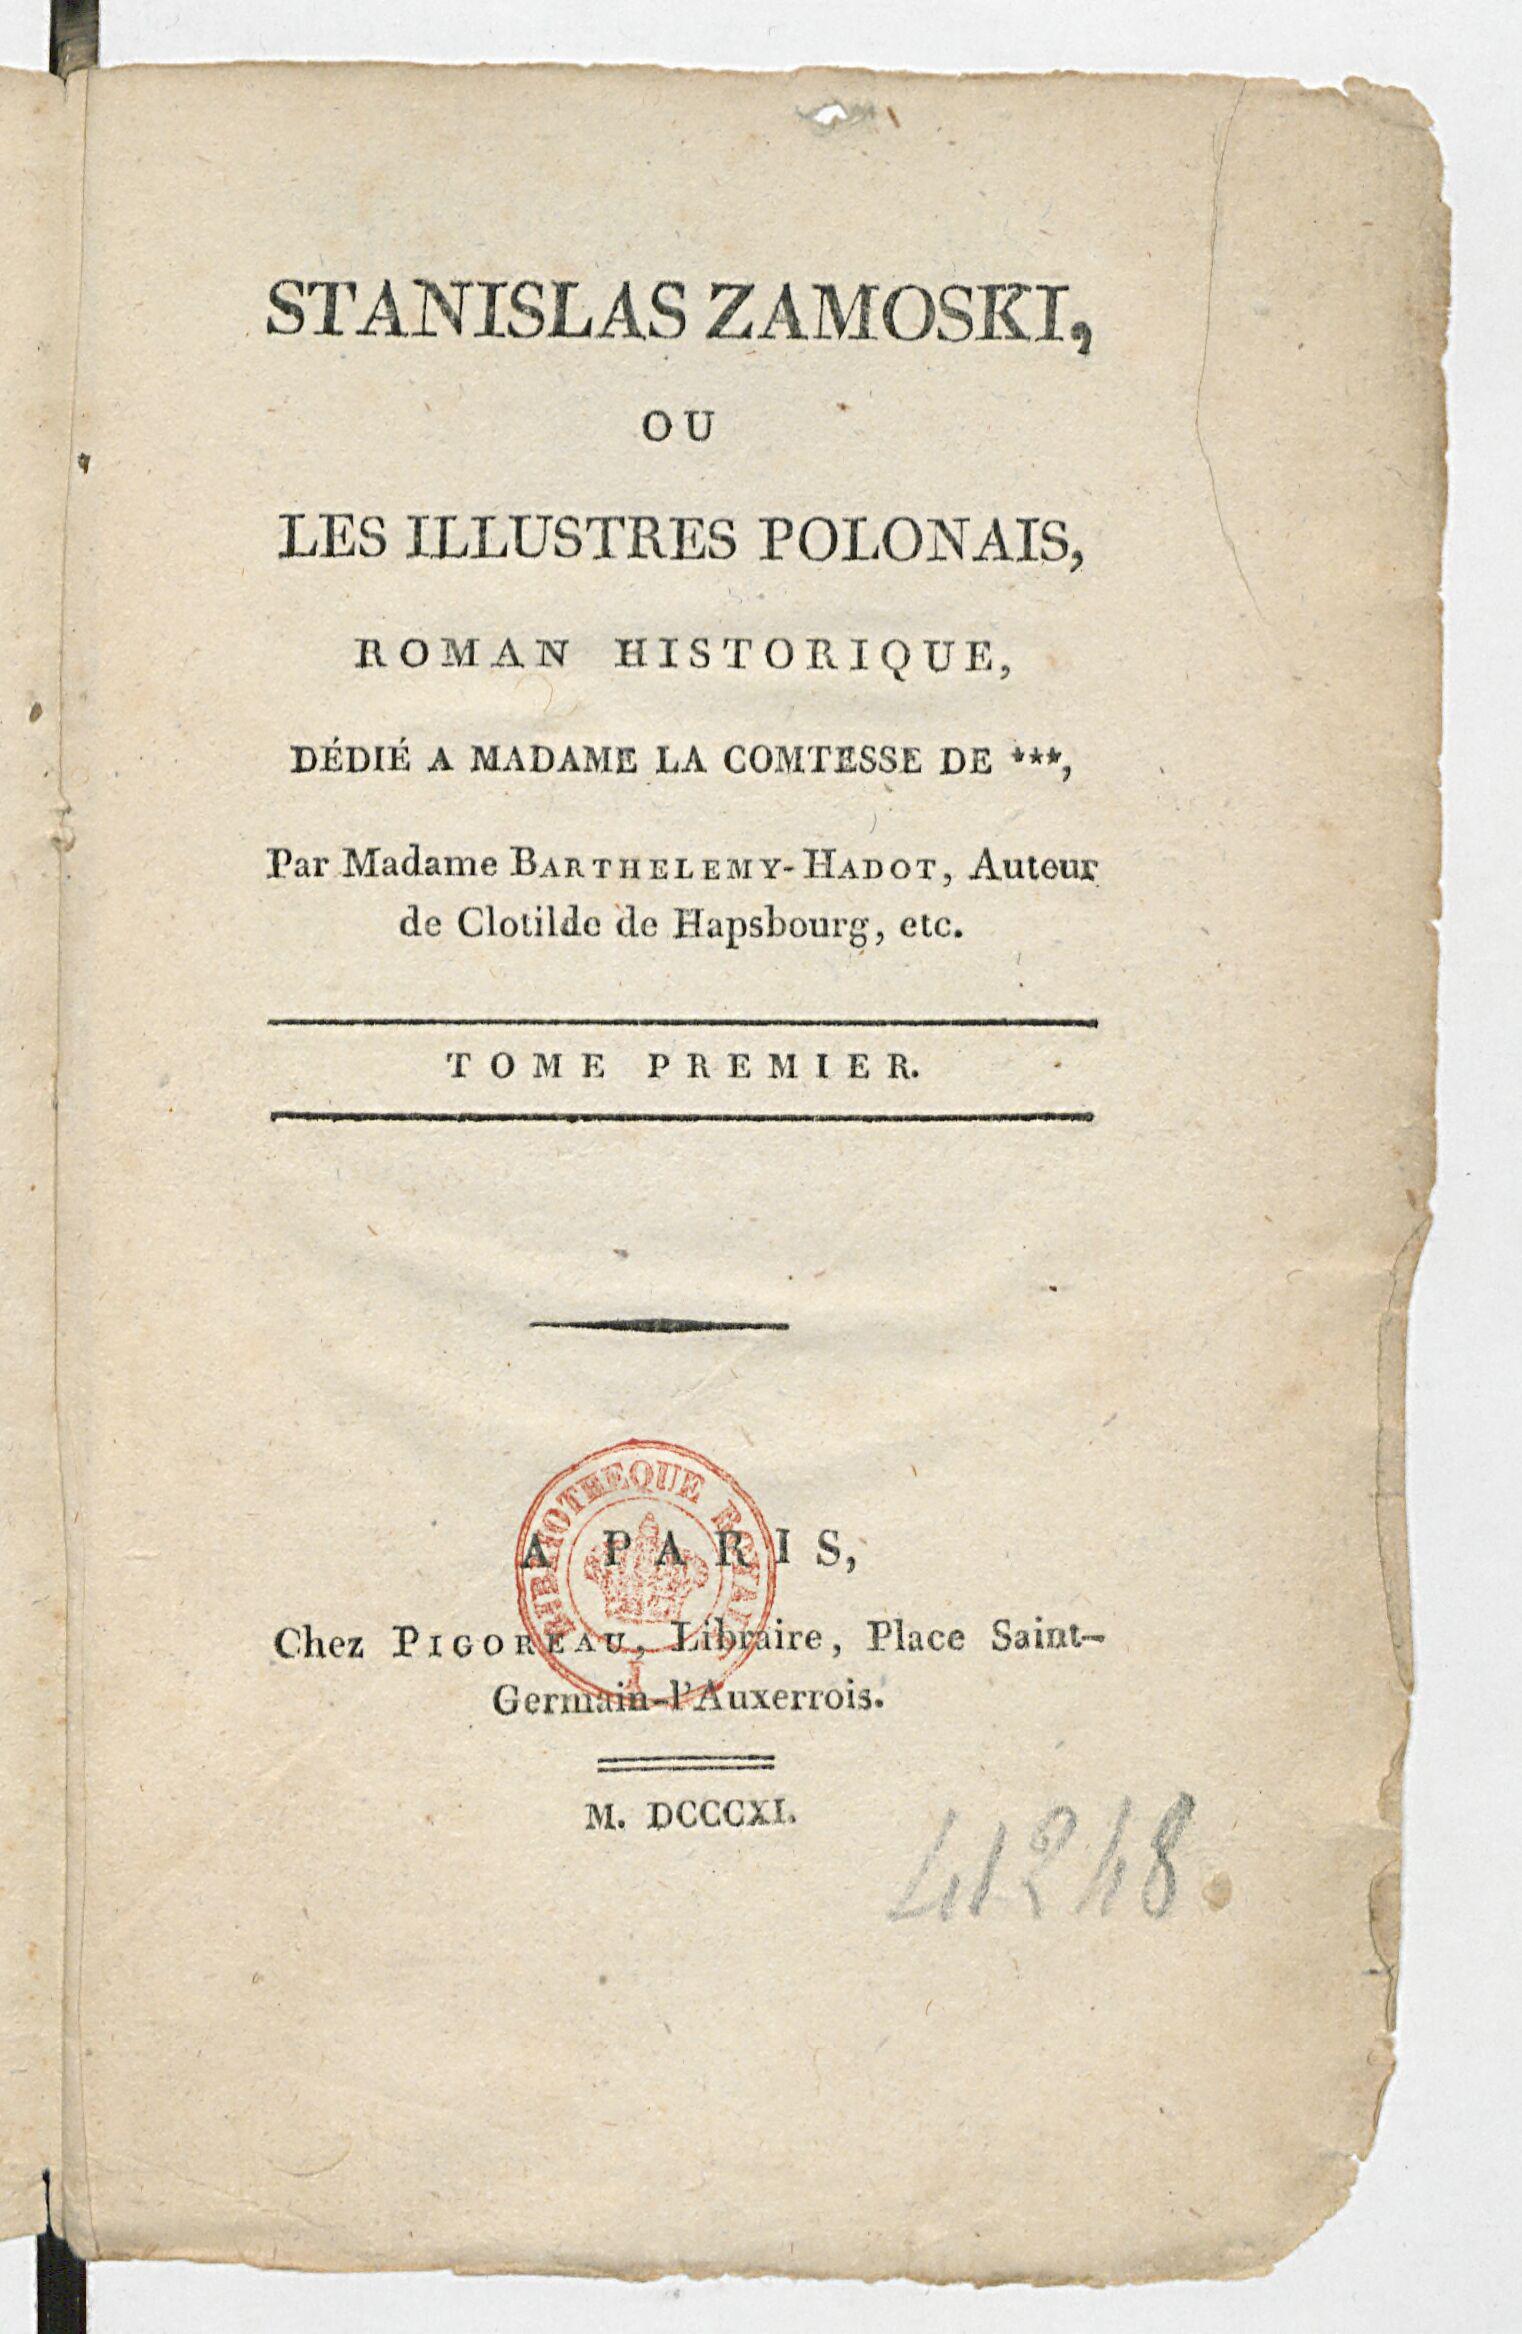 STANISLAS ZAMOSKI,
OU
LES ILLUSTRES POLONAIS,
ROMAN HISTORIQUE,
DÉDIÉ A MADAME LA COMTESSE DE ***,
Par Madame BARTHELEMY-HADOT, Auteur
de Clotilde de Hapsbourg, etc.
TOME PREMIER.
BIBLIOTHEQUE ROYALE
I
A PARIS,
Chez PIGOREAU, Libraire, Place Saint-
Germain-l'Auxerrois.
M. DCCCXI.
41248.